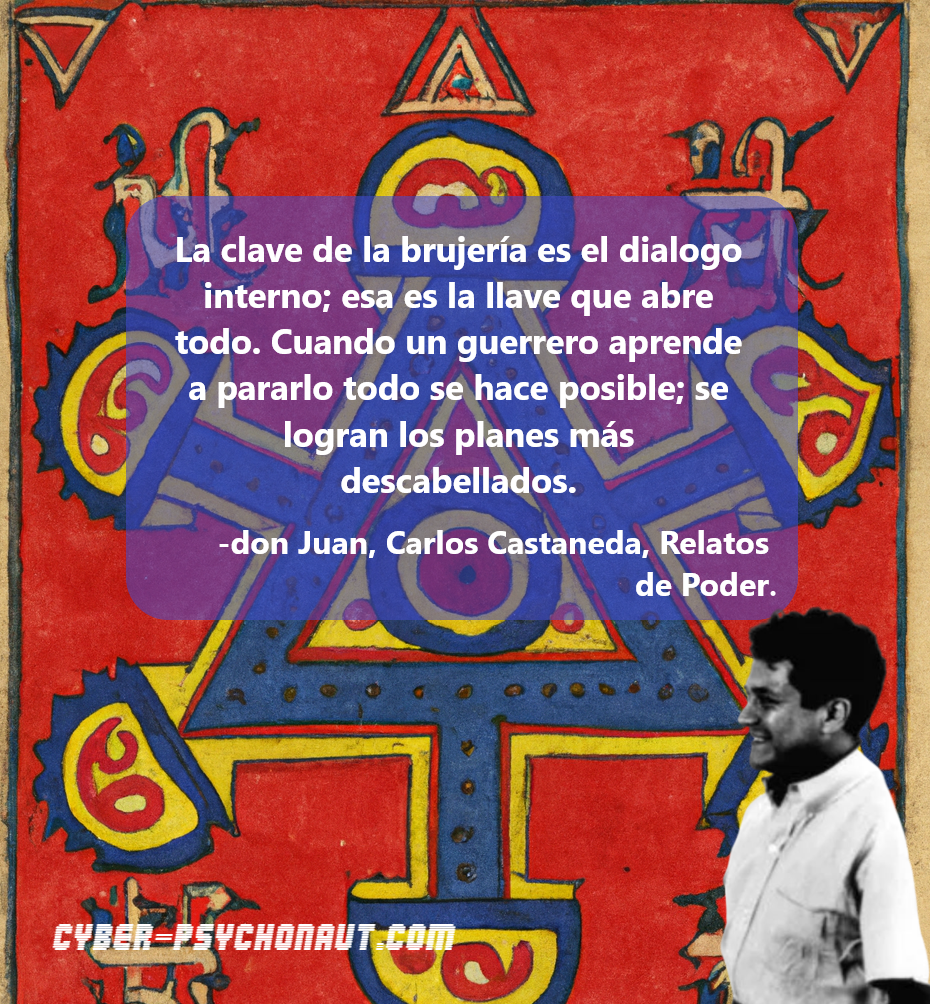 La clave de la brujería es el dialogo
interno; esa es la llave que abre
todo. Cuando un guerrero aprende
a pararlo todo se hace posible; se
logran los planes más
descabellados.
-don Juan, Carlos Castaneda, Relatos
de Poder.
CYBER-PSYCHONAUT.COM